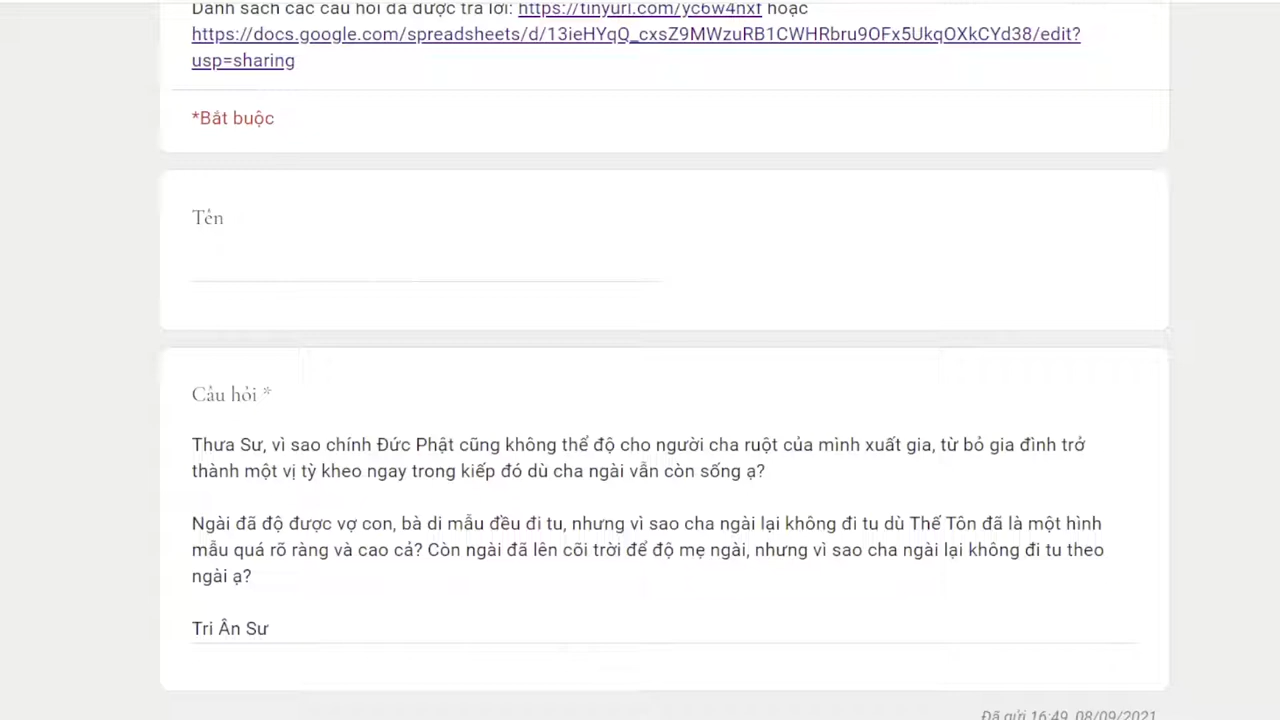 Danh sách các câu hỏi đã được trả lời: https://tinyurl.com/yc6w4nxf hoặc
https://docs.google.com/spreadsheets/d/13ieHYqQ_cxsZ9MWzuRB1CWHRbru9OFx5UkqOXkCYd38/edit?
usp=sharing
*Bắt buộc
Tên
Câu hỏi *
Thưa Sư, vì sao chính Đức Phật cũng không thể độ cho người cha ruột của mình xuất gia, từ bỏ gia đình trở
thành một vị tỳ kheo ngay trong kiếp đó dù cha ngài vẫn còn sống ạ?
Ngài đã độ được vợ con, bà di mẫu đều đi tu, nhưng vì sao cha ngài lại không đi tu dù Thế Tôn đã là một hình
mẫu quá rõ ràng và cao cả? Còn ngài đã lên cõi trời để độ mẹ ngài, nhưng vì sao cha ngài lại không đi tu theo
ngài ạ?
Tri Ân Sư
Đã gửi 16:49, 08/09/2021